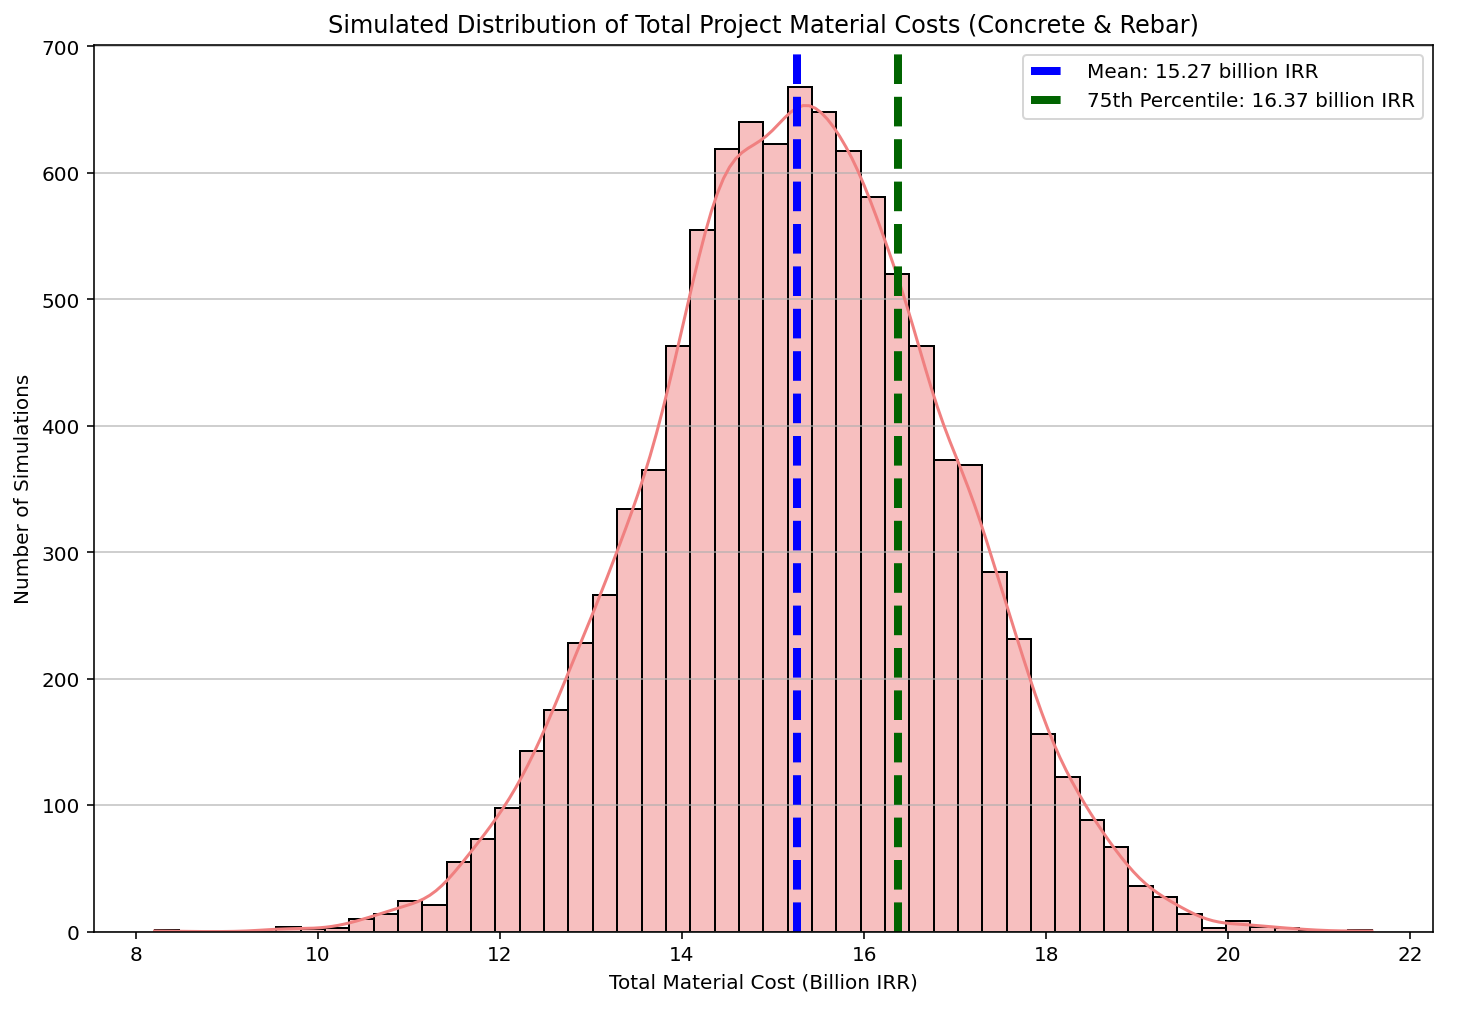 Simulated Distribution of Total Project Material Costs (Concrete & Rebar)
Mean: 15.27 billion IRR
75th Percentile: 16.37 billion IRR
Number of Simulations
700
600
500
400
300
200
100
0
8 10 12 14 16 18 20 22
Total Material Cost (Billion IRR)